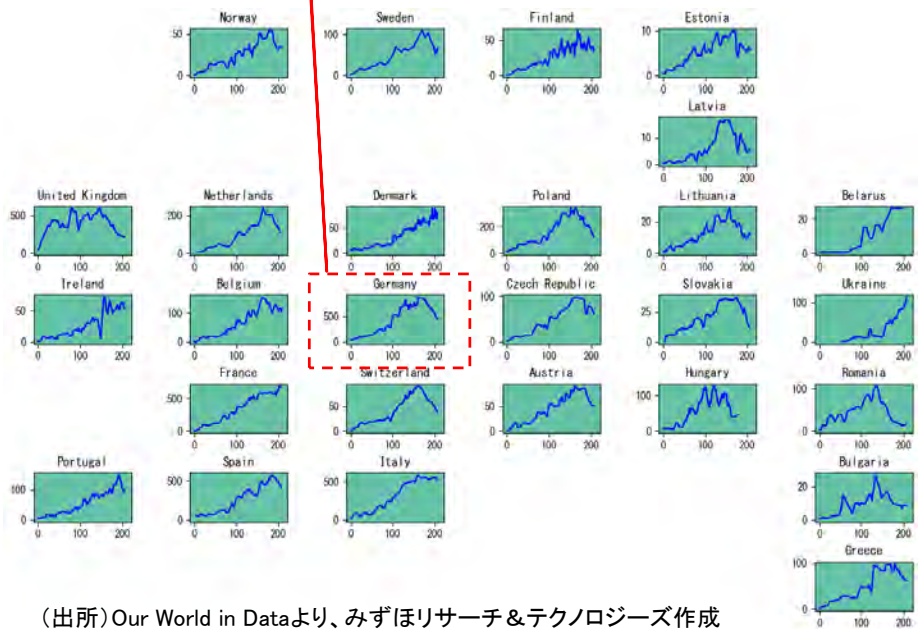 Norway Sweden Finland Estonia
50 100 50 10
0 0 0 0
0 100 200 0 100 200 0 100 200 0 100 200
Latvia
10
0
0 100 200
United Kingdom Netherlands Denmark Poland Lithuania Belarus
500 200 50 200 20 20
0 0 0 0 0 0
0 100 200 0 100 200 0 100 200 0 100 200 0 100 200 0 100 200
Ireland Belgium Germany Czech Republic Slovakia Ukraine
50 100 500 100 25 100
0 0 0 0 0 0
0 100 200 0 100 200 0 100 200 0 100 200 0 100 200 0 100 200
France Switzerland Austria Hungary Romania
500 50 50 100 100
0 0 0 0 0
0 100 200 0 100 200 0 100 200 0 100 200 0 100 200
Portugal Spain Italy Bulgaria
100 500 500 20
0 0 0 0
0 100 200 0 100 200 0 100 200 0 100 200
Greece
100
0
0 100 200
(出所)Our World in Dataより、みずほリサーチ&テクノロジーズ作成